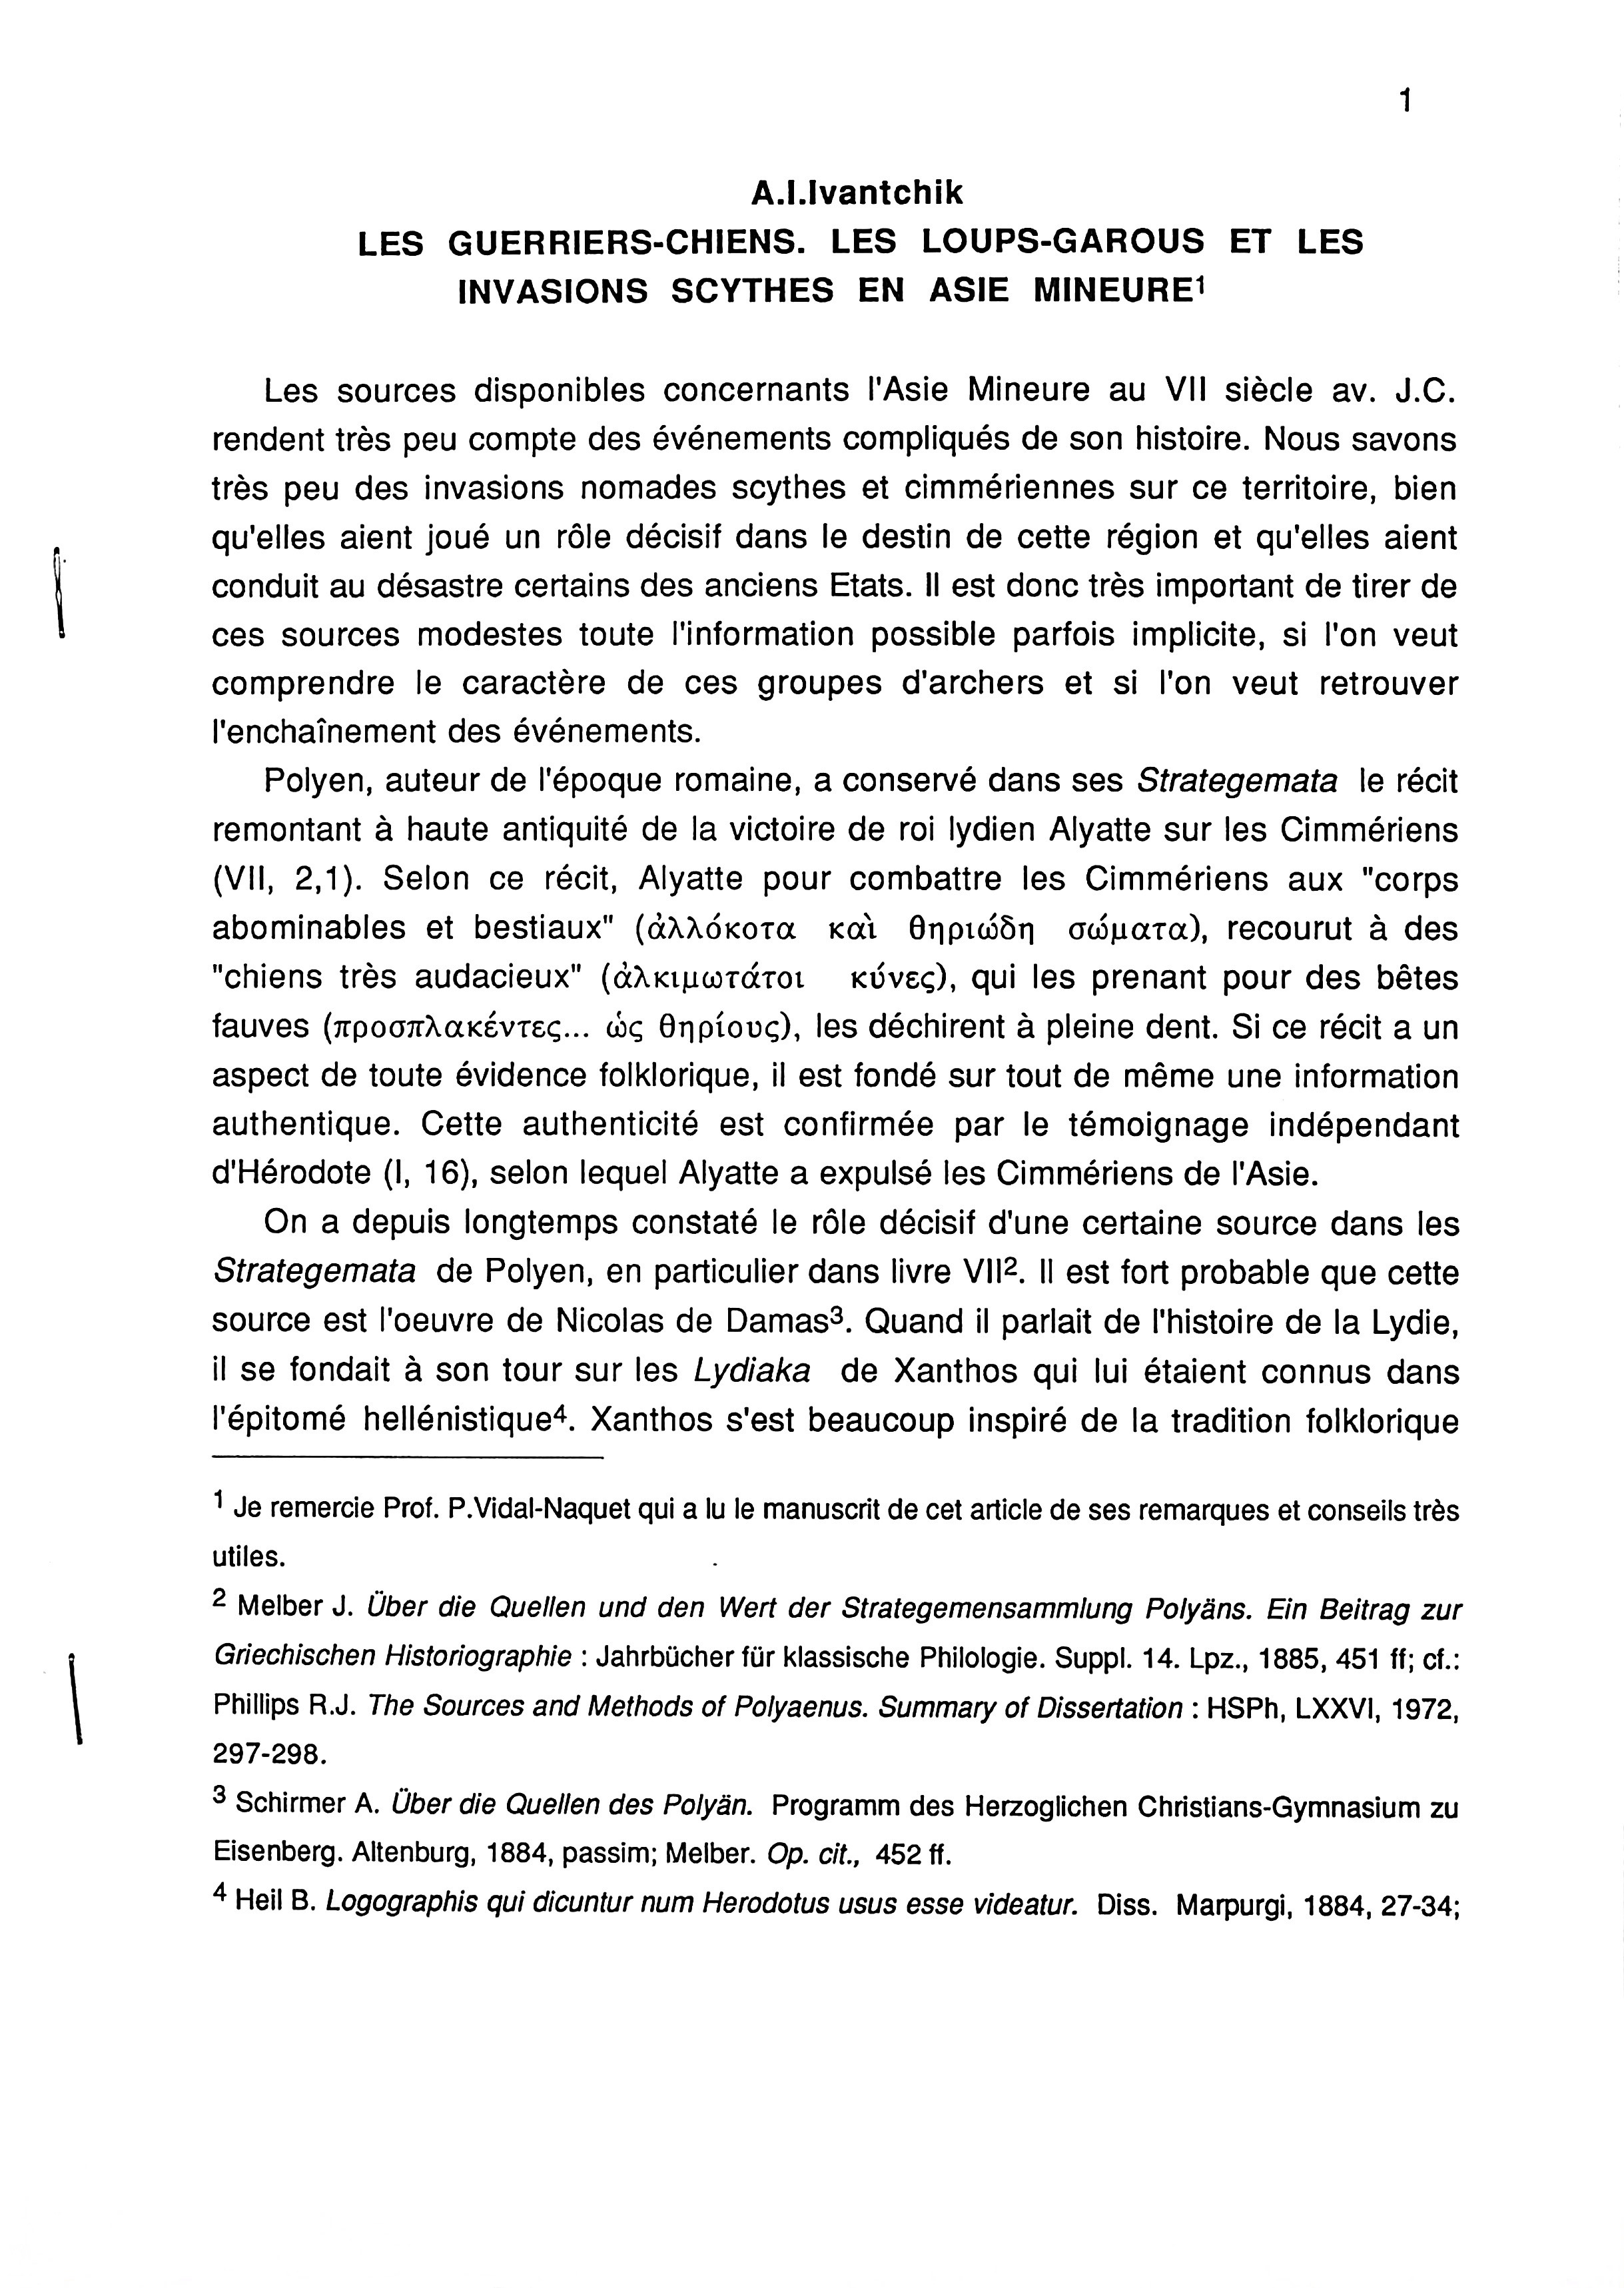 1
A.I.Ivantchik
LES GUERRIERS-CHIENS. LES LOUPS-GAROUS ET LES
INVASIONS SCYTHES EN ASIE MINEURE¹
Les sources disponibles concernants l'Asie Mineure au VII siècle av. J.C.
rendent très peu compte des événements compliqués de son histoire. Nous savons
très peu des invasions nomades scythes et cimmériennes sur ce territoire, bien
qu'elles aient joué un rôle décisif dans le destin de cette région et qu'elles aient
conduit au désastre certains des anciens Etats. Il est donc très important de tirer de
ces sources modestes toute l'information possible parfois implicite, si l'on veut
comprendre le caractère de ces groupes d'archers et si l'on veut retrouver
l'enchaînement des événements.
Polyen, auteur de l'époque romaine, a conservé dans ses Strategemata le récit
remontant à haute antiquité de la victoire de roi lydien Alyatte sur les Cimmériens
(VII, 2,1). Selon ce récit, Alyatte pour combattre les Cimmériens aux "corps
abominables et bestiaux" (ἀλλόκοτα καὶ θηριώδη σώματα), recourut à des
"chiens très audacieux" (ἀλκιμωτάτοι κύνες), qui les prenant pour des bêtes
fauves (προσπλακέντες... ὡς θηρίους), les déchirent à pleine dent. Si ce récit a un
aspect de toute évidence folklorique, il est fondé sur tout de même une information
authentique. Cette authenticité est confirmée par le témoignage indépendant
d'Hérodote (I, 16), selon lequel Alyatte a expulsé les Cimmériens de l'Asie.
On a depuis longtemps constaté le rôle décisif d'une certaine source dans les
Strategemata de Polyen, en particulier dans livre VII². Il est fort probable que cette
source est l'oeuvre de Nicolas de Damas³. Quand il parlait de l'histoire de la Lydie,
il se fondait à son tour sur les Lydiaka de Xanthos qui lui étaient connus dans
l'épitomé hellénistique⁴. Xanthos s'est beaucoup inspiré de la tradition folklorique
¹ Je remercie Prof. P.Vidal-Naquet qui a lu le manuscrit de cet article de ses remarques et conseils très
utiles.
² Melber J. Über die Quellen und den Wert der Strategemensammlung Polyäns. Ein Beitrag zur
Griechischen Historiographie : Jahrbücher für klassische Philologie. Suppl. 14. Lpz., 1885, 451 ff; cf.:
Phillips R.J. The Sources and Methods of Polyaenus. Summary of Dissertation : HSPh, LXXVI, 1972,
297-298.
³ Schirmer A. Über die Quellen des Polyän. Programm des Herzoglichen Christians-Gymnasium zu
Eisenberg. Altenburg, 1884, passim; Melber. Op. cit., 452 ff.
⁴ Heil B. Logographis qui dicuntur num Herodotus usus esse videatur. Diss. Marpurgi, 1884, 27-34;